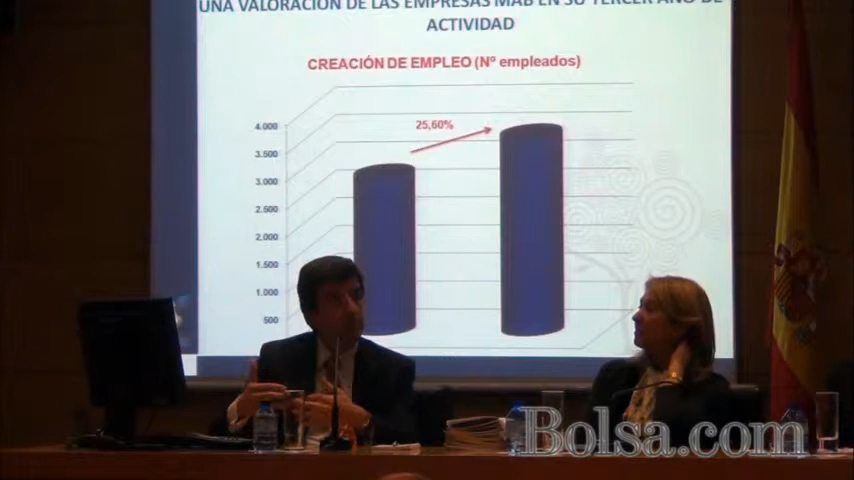 UNA VALORACIÓN DE LAS EMPRESAS MAB EN SU TERCER AÑO DE
ACTIVIDAD
CREACIÓN DE EMPLEO (Nº empleados)
25,60%
4.000
3.500
3.000
2.500
2.000
1.500
1.000
500
Bolsa.com